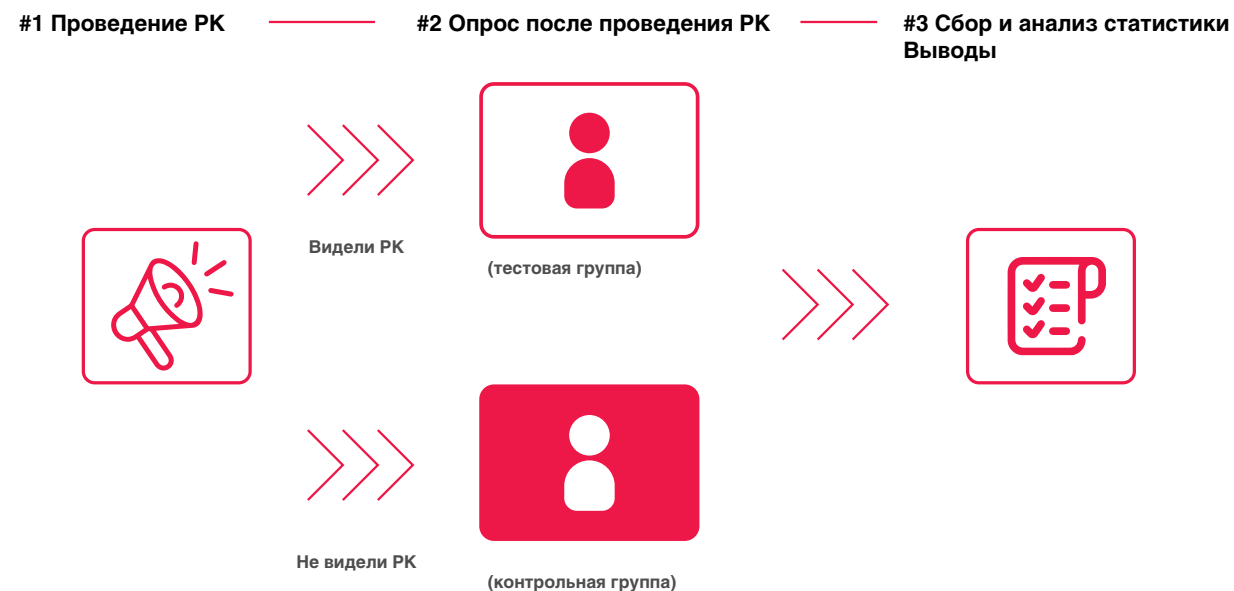 #1 Проведение РК
#2 Опрос после проведения РК
#3 Сбор и анализ статистики
Выводы
Видели РК
(тестовая группа)
Не видели РК
(контрольная группа)